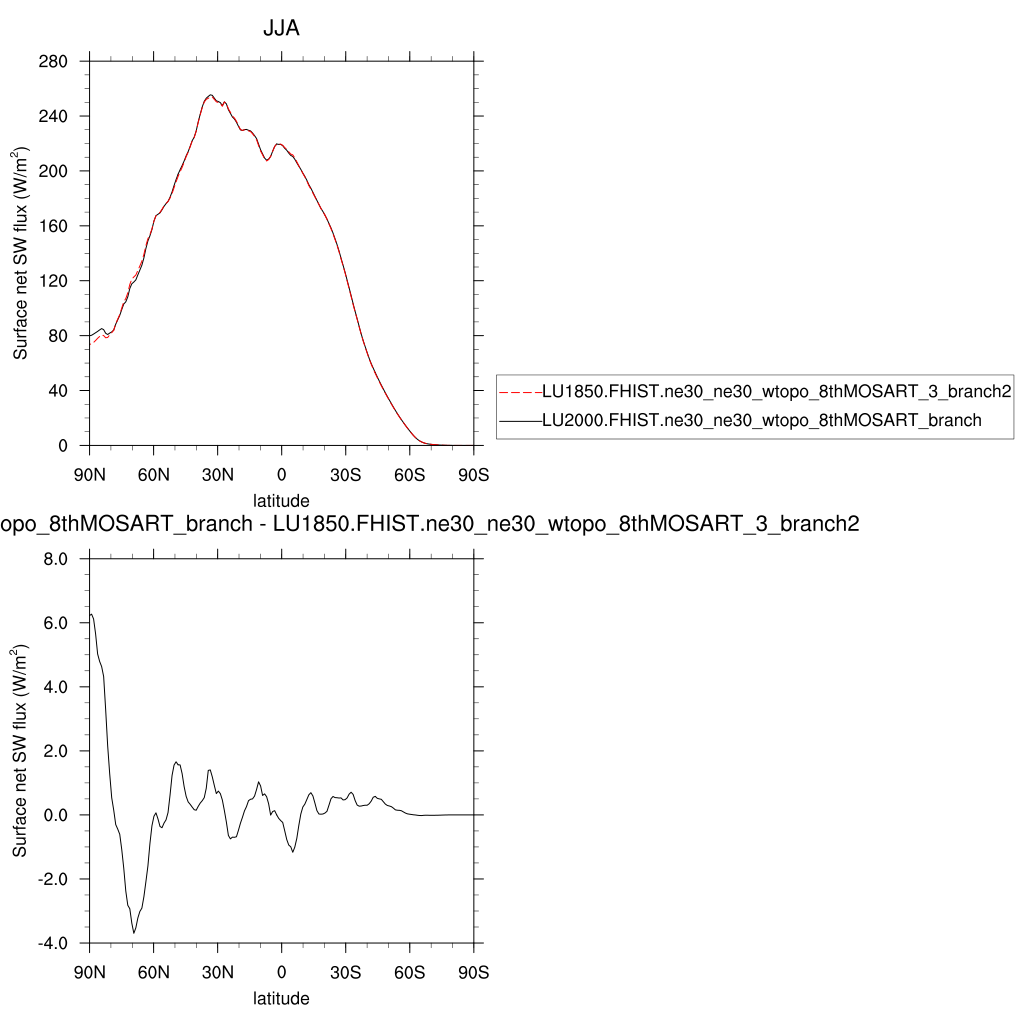 JJA
280
240
200
160
120
80
40
0
Surface net SW flux (W/m2)
90N 60N 30N 0 30S 60S 90S
latitude
LU1850.FHIST.ne30_ne30_wtopo_8thMOSART_3_branch2
LU2000.FHIST.ne30_ne30_wtopo_8thMOSART_branch
opo_8thMOSART_branch - LU1850.FHIST.ne30_ne30_wtopo_8thMOSART_3_branch2
8.0
6.0
4.0
2.0
0.0
-2.0
-4.0
Surface net SW flux (W/m2)
90N 60N 30N 0 30S 60S 90S
latitude